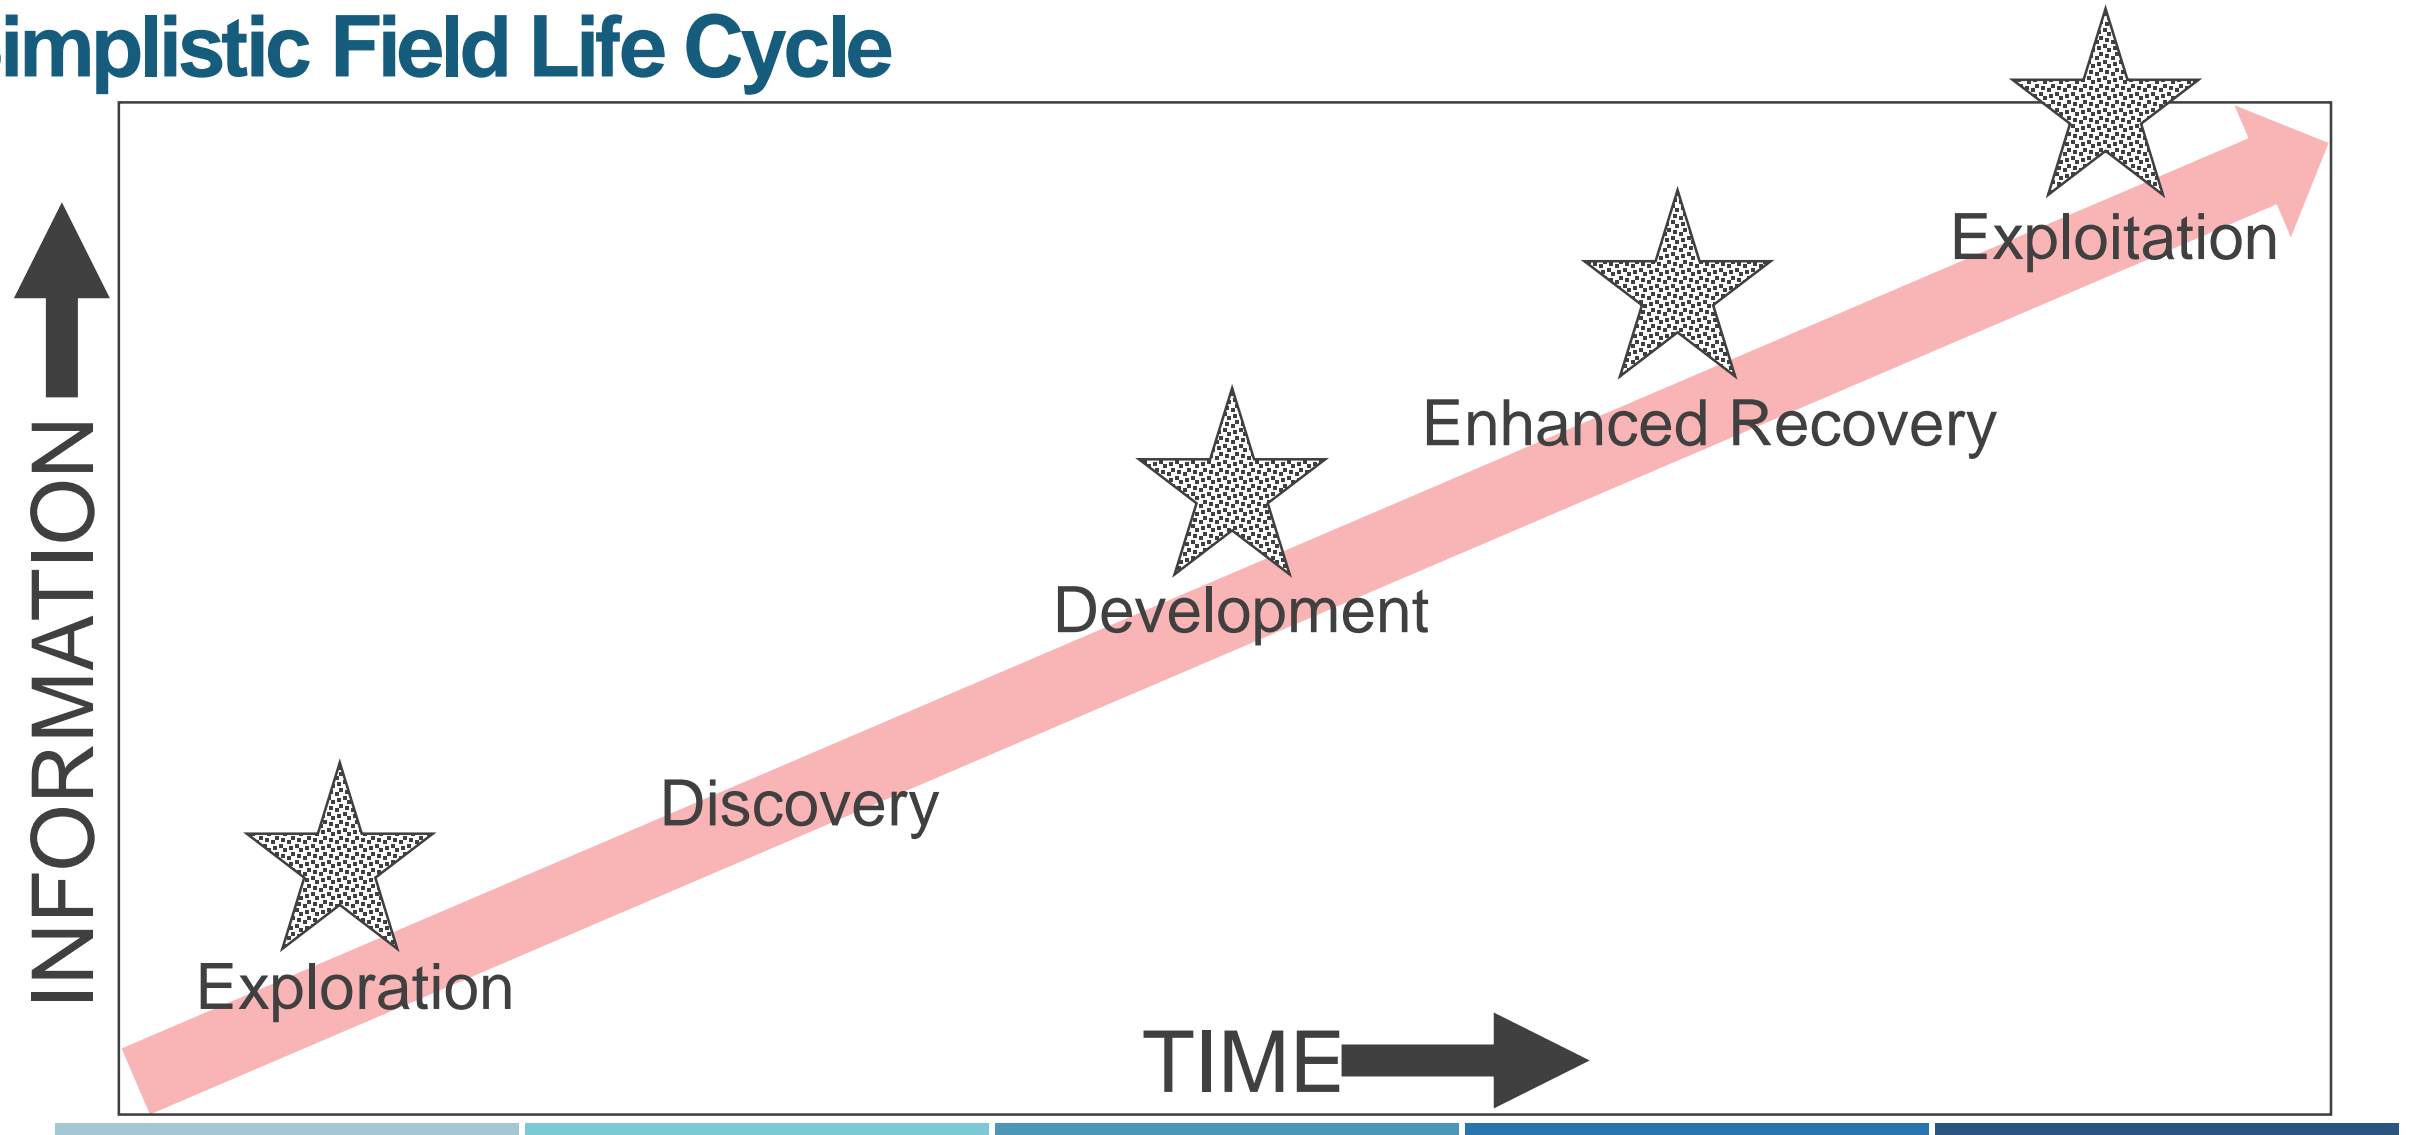 implistic Field Life Cycle
Exploitation
Enhanced Recovery
Development
Discovery
Exploration
INFORMATION
TIME